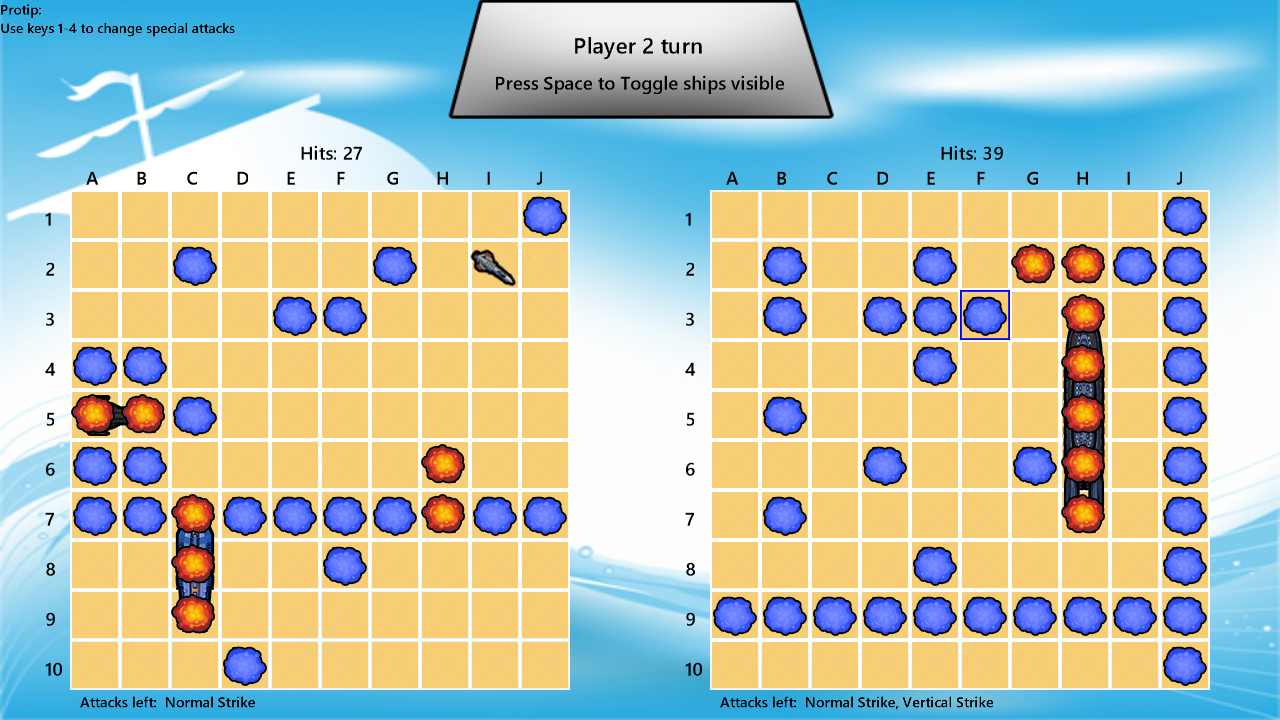 Protip:
Use keys 1-4 to change special attacks
Player 2 turn
Press Space to Toggle ships visible
Hits: 27
A B C D E F G H I J
1
2
3
4
5
6
7
8
9
10
Attacks left: Normal Strike
Hits: 39
A B C D E F G H I J
1
2
3
4
5
6
7
8
9
10
Attacks left: Normal Strike, Vertical Strike